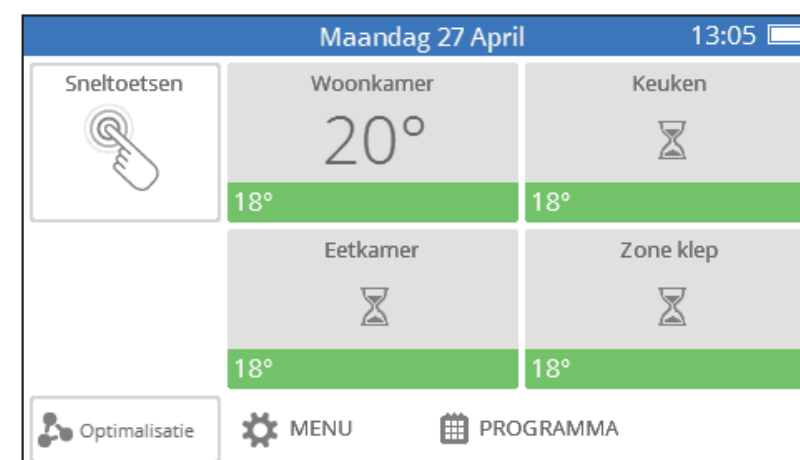 Maandag 27 April 13:05
Sneltoetsen
Woonkamer
20°
18°
Keuken
18°
Eetkamer
18°
Zone klep
18°
Optimalisatie
MENU
PROGRAMMA